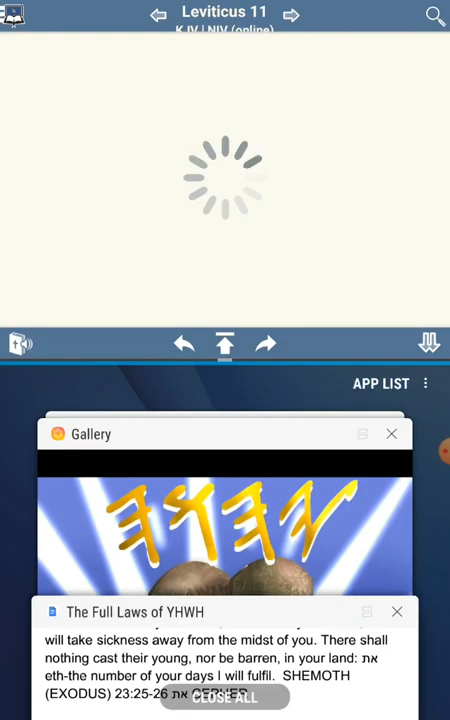 Leviticus 11
KJV | NIV (online)
APP LIST
Gallery
𐤉𐤄𐤅𐤄
The Full Laws of YHWH
will take sickness away from the midst of you. There shall
nothing cast their young, nor be barren, in your land: את
eth-the number of your days I will fulfil. SHEMOTH
(EXODUS) 23:25-26 את CEPHER
CLOSE ALL